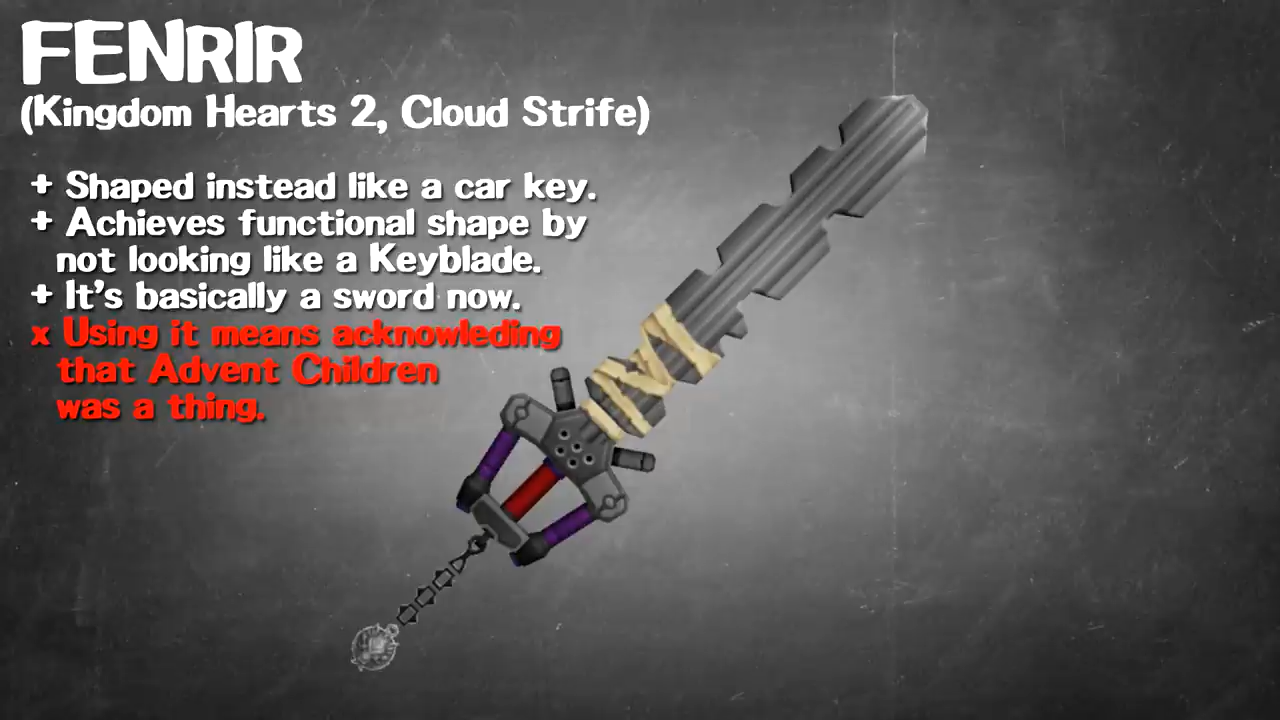 FENRIR
(Kingdom Hearts 2, Cloud Strife)
+ Shaped instead like a car key.
+ Achieves functional shape by
not looking like a Keyblade.
+ It's basically a sword now.
x Using it means acknowleding
that Advent Children
was a thing.